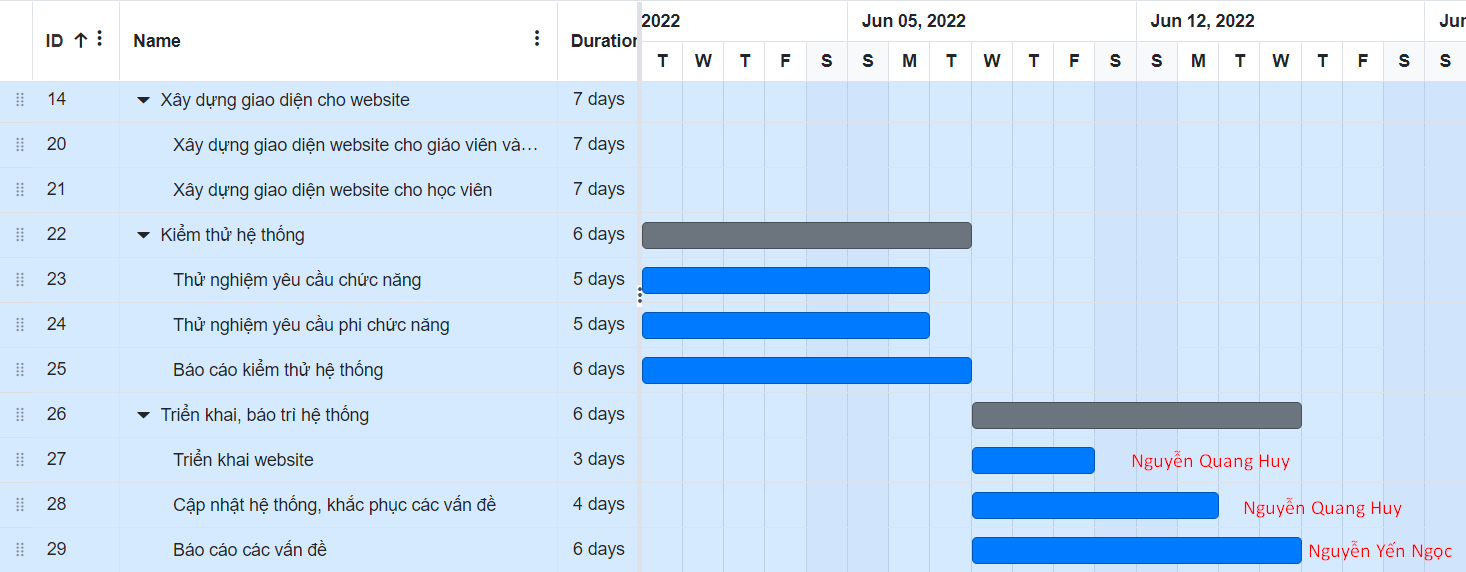 2022 Jun 05, 2022 Jun 12, 2022 Jun
ID Name Duration
T W T F S S M T W T F S S M T W T F S S
14 Xây dựng giao diện cho website 7 days
20 Xây dựng giao diện website cho giáo viên và… 7 days
21 Xây dựng giao diện website cho học viên 7 days
22 Kiểm thử hệ thống 6 days
23 Thử nghiệm yêu cầu chức năng 5 days
24 Thử nghiệm yêu cầu phi chức năng 5 days
25 Báo cáo kiểm thử hệ thống 6 days
26 Triển khai, bảo trì hệ thống 6 days
27 Triển khai website 3 days Nguyễn Quang Huy
28 Cập nhật hệ thống, khắc phục các vấn đề 4 days Nguyễn Quang Huy
29 Báo cáo các vấn đề 6 days Nguyễn Yến Ngọc